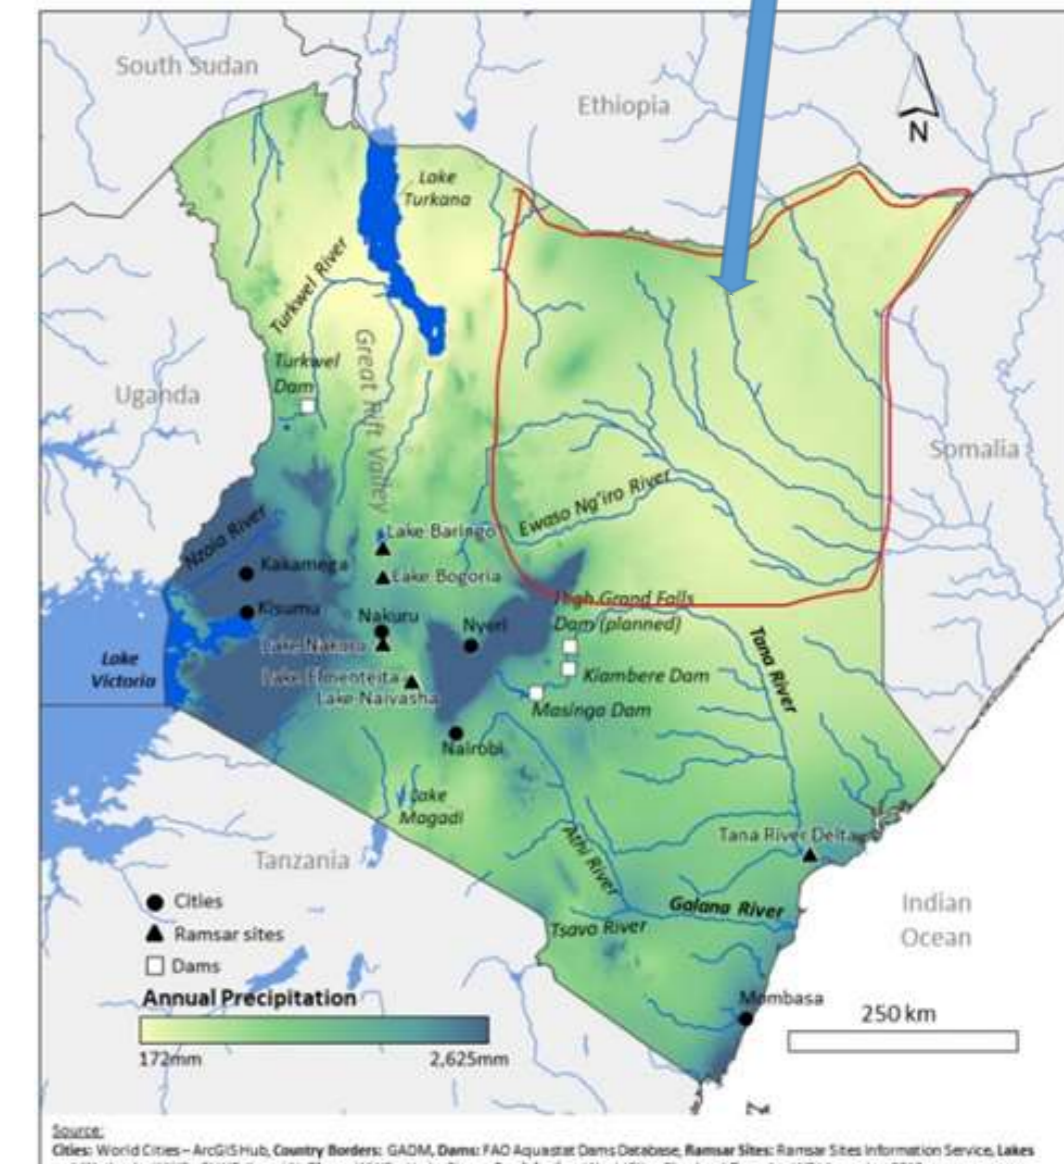 South Sudan
Ethiopia
N
Lake
Turkana
Turkwel River
Turkwel
Dam
Great Rift Valley
Uganda
Somalia
Ewaso Ng'iro River
Nzoia River
Lake Baringo
Kakamega
Lake Bogoria
Kisumu
Nakuru
Nyeri
High Grand Falls
Dam (planned)
Lake Nakuru
Lake Elmenteita
Lake Naivasha
Kiambere Dam
Masinga Dam
Tana River
Lake
Victoria
Nairobi
Lake
Magadi
Tanzania
Athi River
Tana River Delta
Galana River
Tsavo River
Indian
Ocean
Cities
Ramsar sites
Dams
Annual Precipitation
172mm
2,625mm
Mombasa
250 km
Source:
Cities: World Cities – ArcGIS Hub, Country Borders: GADM, Dams: FAO Aquastat Dams Database, Ramsar Sites: Ramsar Sites Information Service, Lakes